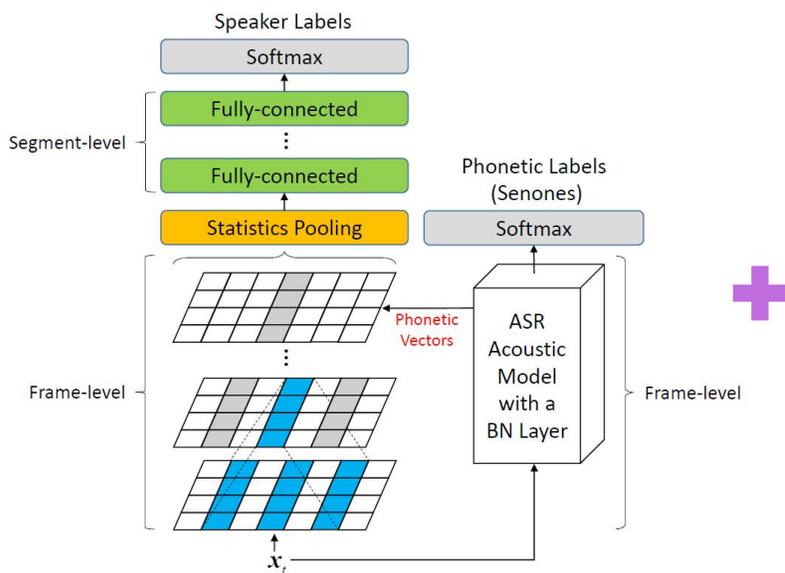 Speaker Labels
Softmax
Fully-connected
Segment-level
Fully-connected
Phonetic Labels
(Senones)
Statistics Pooling
Softmax
Phonetic
Vectors
ASR
Acoustic
Model
with a
BN Layer
Frame-level
Frame-level
x_t